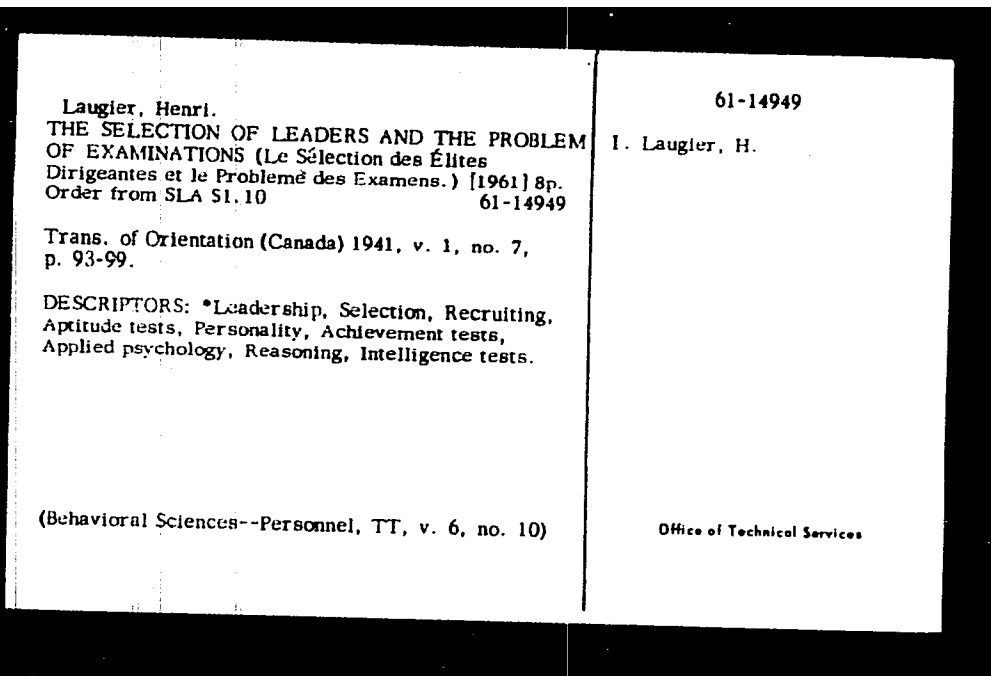 Laugier, Henri.
THE SELECTION OF LEADERS AND THE PROBLEM
OF EXAMINATIONS (Le Sélection des Élites
Dirigeantes et le Problemè des Examens.) [1961] 8p.
Order from SLA $1.10 61-14949
Trans. of Orientation (Canada) 1941, v. 1, no. 7,
p. 93-99.
DESCRIPTORS: *Leadership, Selection, Recruiting,
Aptitude tests, Personality, Achievement tests,
Applied psychology, Reasoning, Intelligence tests.
(Behavioral Sciences--Personnel, TT, v. 6, no. 10)
61-14949
I. Laugier, H.
Office of Technical Services